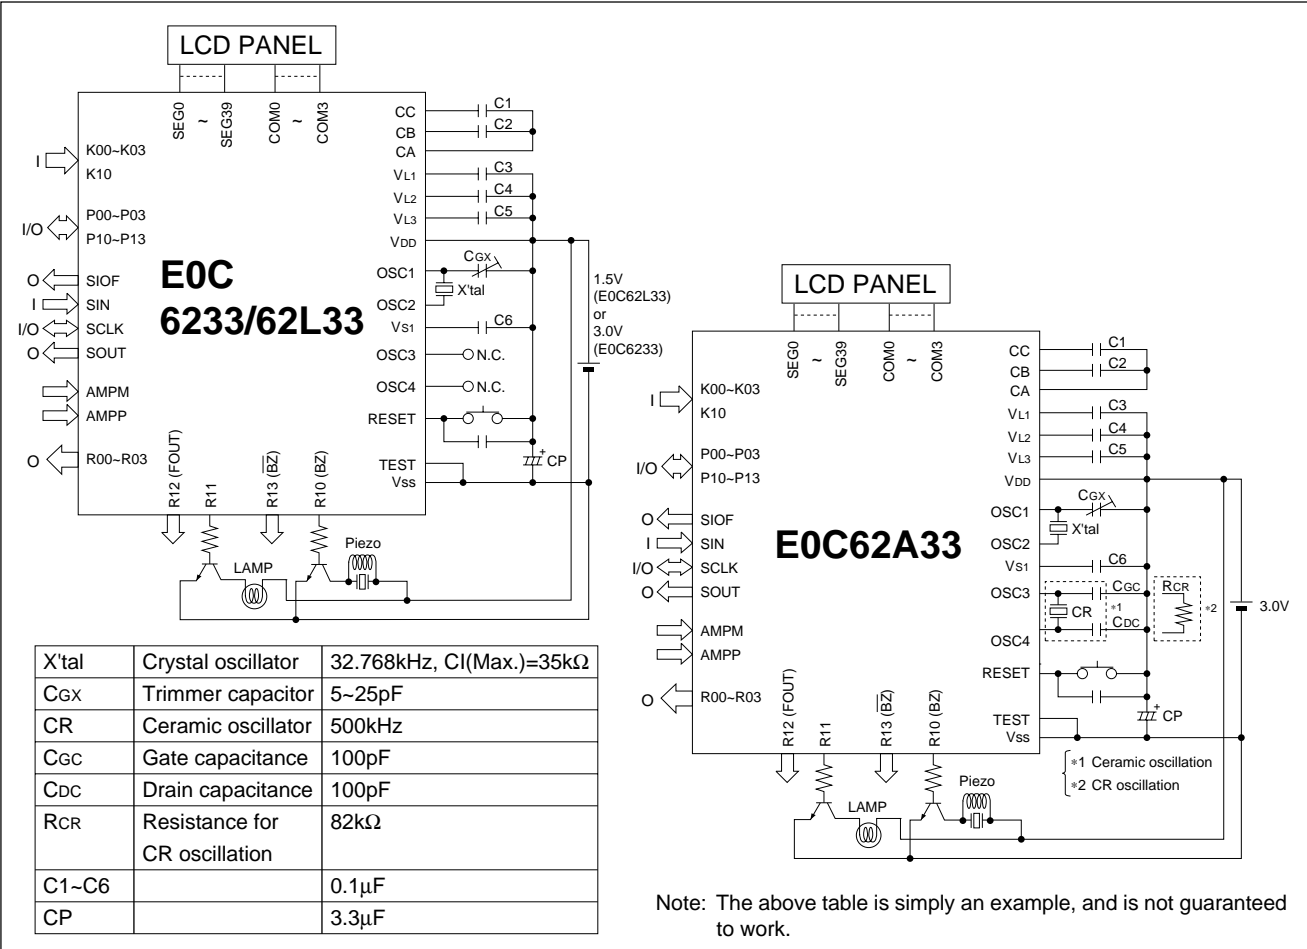 LCD PANEL
SEG0
~
SEG39
COM0
~
COM3
CC
C1
CB
C2
CA
VL1
C3
VL2
C4
VL3
C5
VDD
OSC1
CGX
X'tal
OSC2
VS1
C6
OSC3
N.C.
OSC4
N.C.
RESET
+
CP
TEST
VSS
I
K00~K03
K10
I/O
P00~P03
P10~P13
O
SIOF
I
SIN
I/O
SCLK
O
SOUT
AMPM
AMPP
O
R00~R03
E0C
6233/62L33
R12 (FOUT)
R11
R13 (BZ)
R10 (BZ)
LAMP
Piezo
1.5V
(E0C62L33)
or
3.0V
(E0C6233)
LCD PANEL
SEG0
~
SEG39
COM0
~
COM3
CC
C1
CB
C2
CA
VL1
C3
VL2
C4
VL3
C5
VDD
OSC1
CGX
X'tal
OSC2
VS1
C6
OSC3
CGC
CR
*1
CDC
OSC4
RCR
*2
3.0V
RESET
+
CP
TEST
VSS
I
K00~K03
K10
I/O
P00~P03
P10~P13
O
SIOF
I
SIN
I/O
SCLK
O
SOUT
AMPM
AMPP
O
R00~R03
E0C62A33
R12 (FOUT)
R11
R13 (BZ)
R10 (BZ)
LAMP
Piezo
*1 Ceramic oscillation
*2 CR oscillation
X'tal Crystal oscillator 32.768kHz, CI(Max.)=35kΩ
CGX Trimmer capacitor 5~25pF
CR Ceramic oscillator 500kHz
CGC Gate capacitance 100pF
CDC Drain capacitance 100pF
RCR Resistance for 82kΩ
CR oscillation
C1~C6 0.1µF
CP 3.3µF
Note: The above table is simply an example, and is not guaranteed
to work.